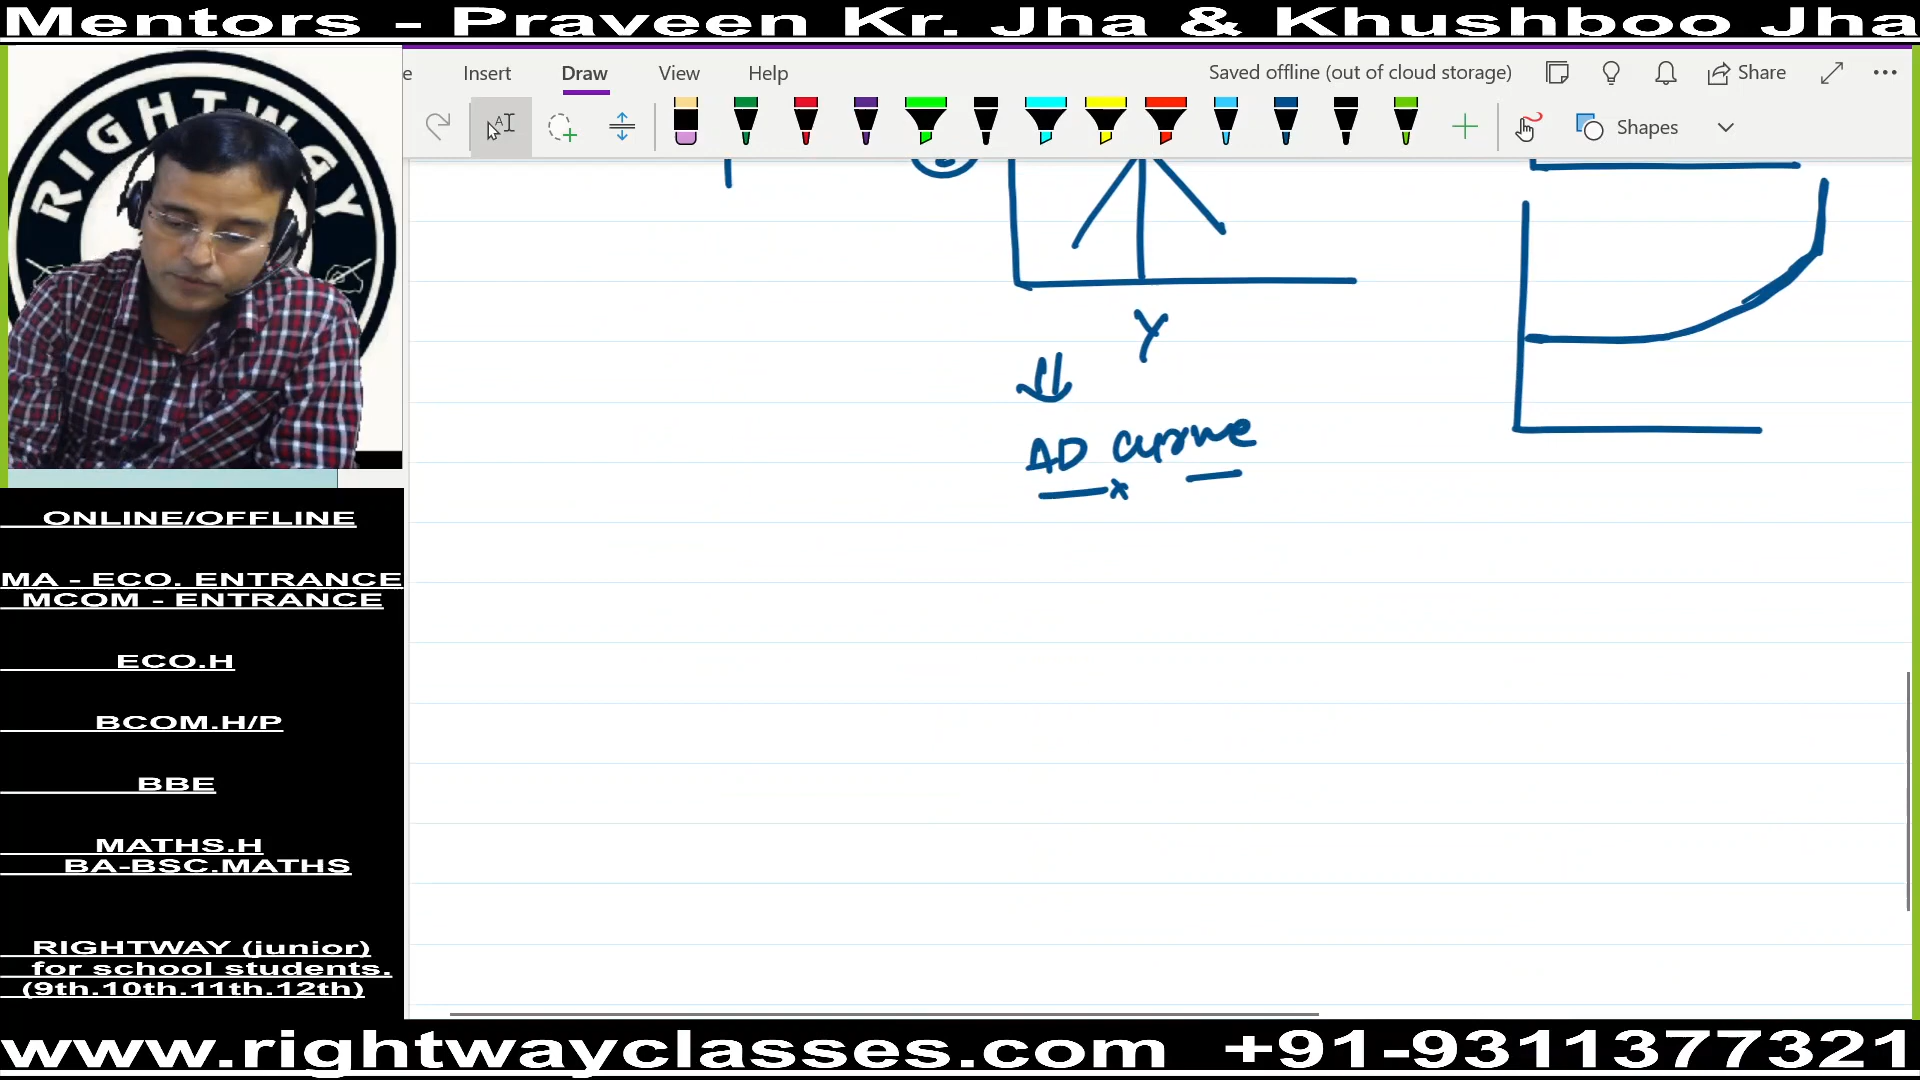 Mentors - Praveen Kr. Jha & Khushboo Jha
RIGHTWAY
e Insert Draw View Help Saved offline (out of cloud storage) Share
Shapes
Y
AD curve
x
ONLINE/OFFLINE
MA - ECO. ENTRANCE
MCOM - ENTRANCE
ECO.H
BCOM.H/P
BBE
MATHS.H
BA-BSC.MATHS
RIGHTWAY (junior)
for school students.
(9th.10th.11th.12th)
www.rightwayclasses.com +91-9311377321